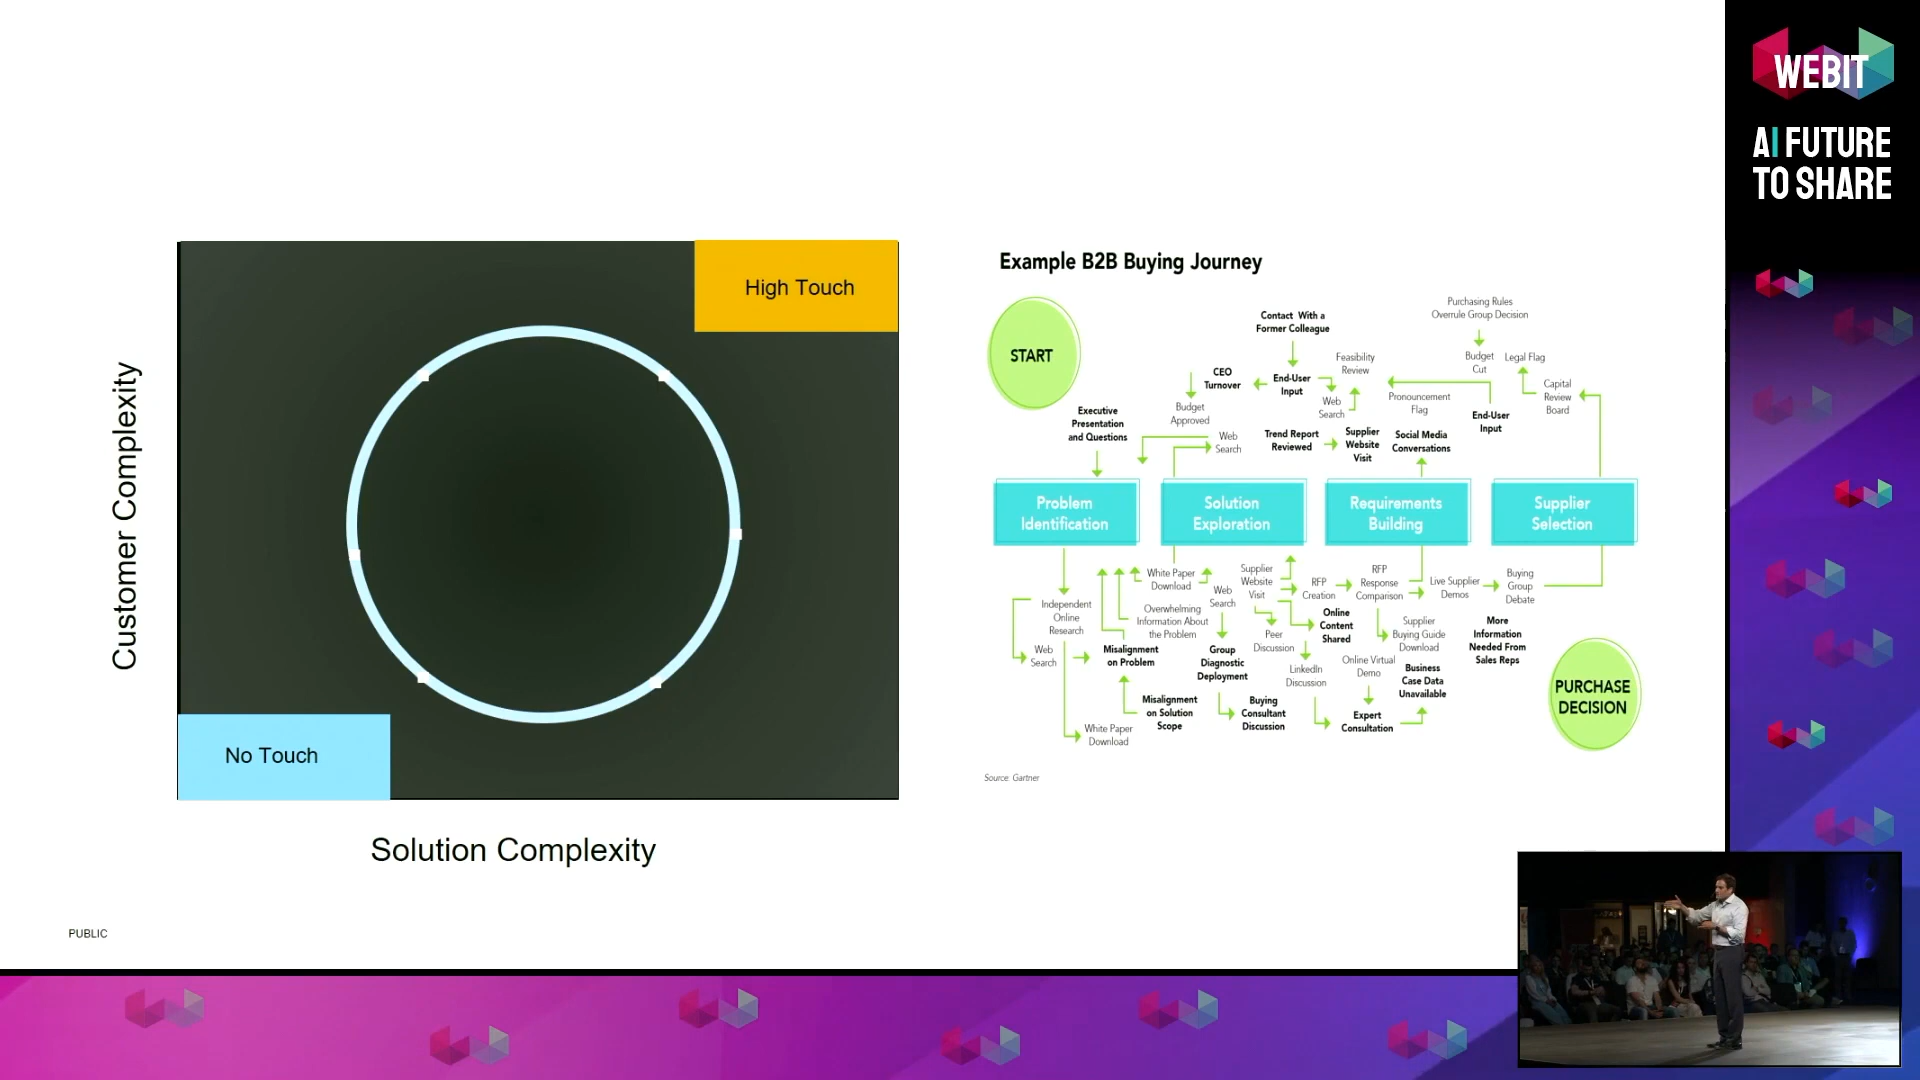 WEBIT
AI FUTURE
TO SHARE
High Touch
No Touch
Customer Complexity
Solution Complexity
PUBLIC
Example B2B Buying Journey
START
Contact With a
Former Colleague
Purchasing Rules
Overrule Group Decision
CEO
Turnover
End-User
Input
Feasibility
Review
Web
Search
Budget
Cut
Legal Flag
Pronouncement
Flag
Capital
Review
Board
End-User
Input
Executive
Presentation
and Questions
Budget
Approved
Web
Search
Trend Report
Reviewed
Supplier
Website
Visit
Social Media
Conversations
Problem
Identification
Solution
Exploration
Requirements
Building
Supplier
Selection
Independent
Online
Research
Web
Search
White Paper
Download
Overwhelming
Information About
the Problem
Misalignment
on Problem
Misalignment
on Solution
Scope
White Paper
Download
Web
Search
Supplier
Website
Visit
Group
Diagnostic
Deployment
Buying
Consultant
Discussion
Peer
Discussion
RFP
Creation
Online
Content
Shared
LinkedIn
Discussion
RFP
Response
Comparison
Online Virtual
Demo
Expert
Consultation
Supplier
Buying Guide
Download
Business
Case Data
Unavailable
Live Supplier
Demos
Buying
Group
Debate
More
Information
Needed From
Sales Reps
PURCHASE
DECISION
Source: Gartner